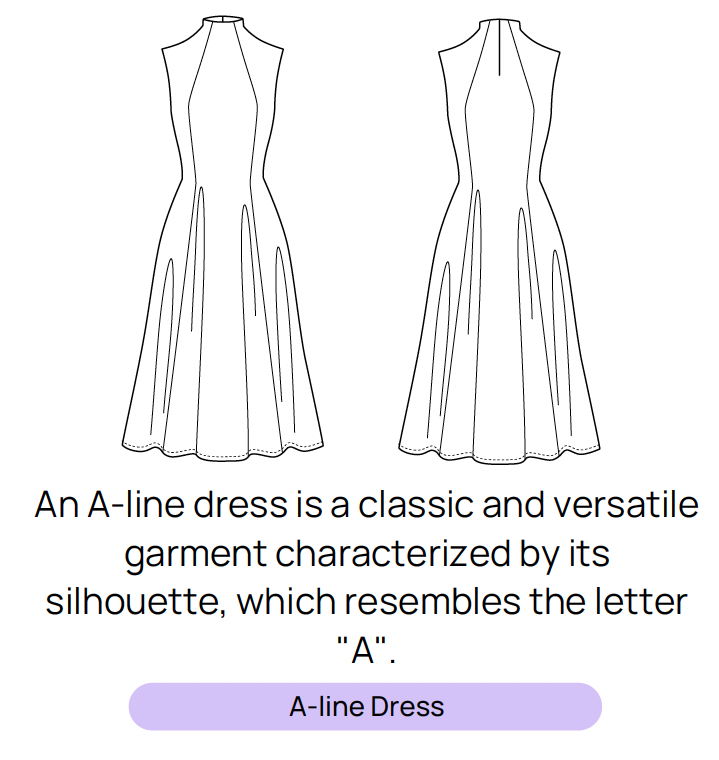 An A-line dress is a classic and versatile
garment characterized by its
silhouette, which resembles the letter
"A".
A-line Dress